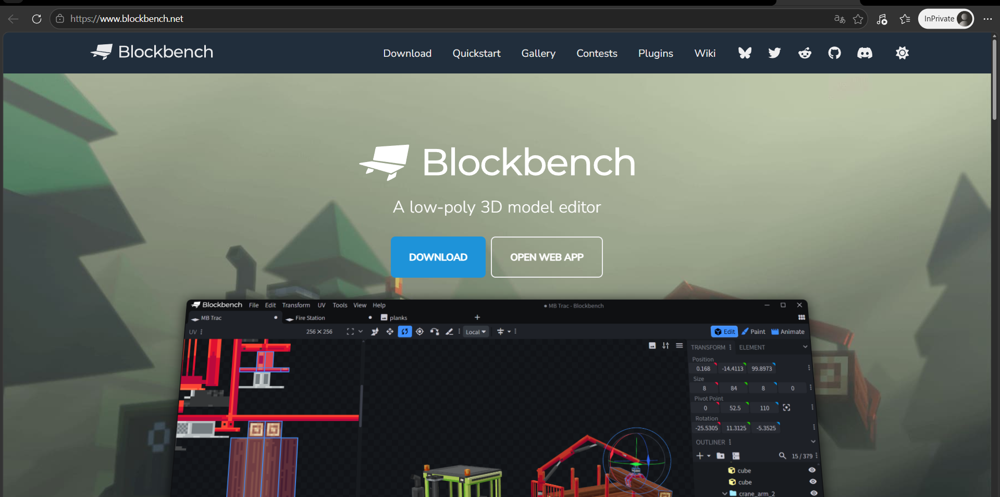 https://www.blockbench.net
InPrivate
Blockbench Download Quickstart Gallery Contests Plugins Wiki
Blockbench
A low-poly 3D model editor
DOWNLOAD OPEN WEB APP
Blockbench File Edit Transform UV Tools View Help MB Trac - Blockbench
MB Trac Fire Station planks
UV 256 × 256 Local Edit Paint Animate
TRANSFORM ELEMENT
Position
0.168 -14.4113 99.8973
Size
8 84 8 0
Pivot Point
0 52.5 110
Rotation
-25.5305 11.3125 -5.3525
OUTLINER
15 / 379
cube
cube
crane_arm_2